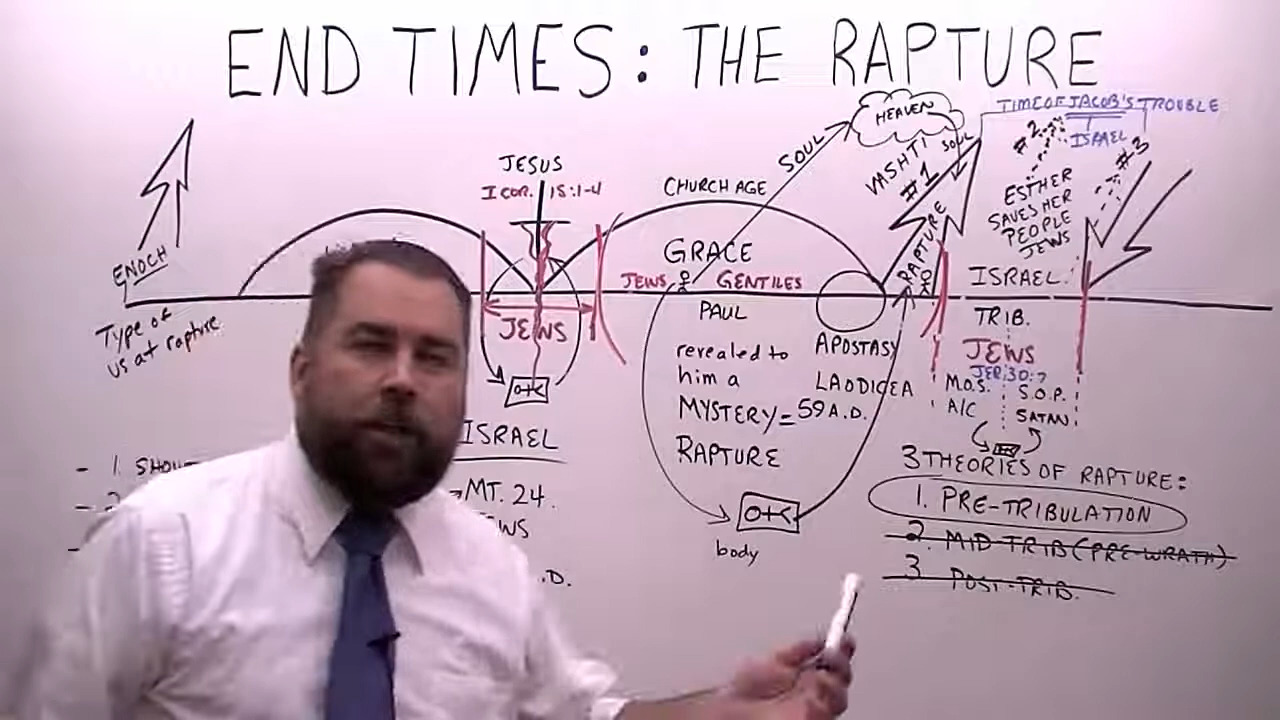 END TIMES: THE RAPTURE
HEAVEN
TIME OF JACOB'S TROUBLE
ISRAEL
#2
#3
SOUL
SOUL
VASHTI
#1
RAPTURE
JESUS
I COR. 15:1-4
CHURCH AGE
ESTHER
SAVES HER
PEOPLE
JEWS
ENOCH
Type of
us at rapture
GRACE
JEWS
GENTILES
ISRAEL
JEWS
PAUL
TRIB.
revealed to
him a
MYSTERY = 59 A.D.
RAPTURE
APOSTASY
LAODICEA
JEWS
JER. 30:7
M.O.S.
A/C
S.O.P.
SATAN
ISRAEL
- 1. SHOU
- 2
MT. 24.
WS
.D.
body
3 THEORIES OF RAPTURE:
1. PRE-TRIBULATION
2. MID TRIB (PRE-WRATH)
3 POST-TRIB.